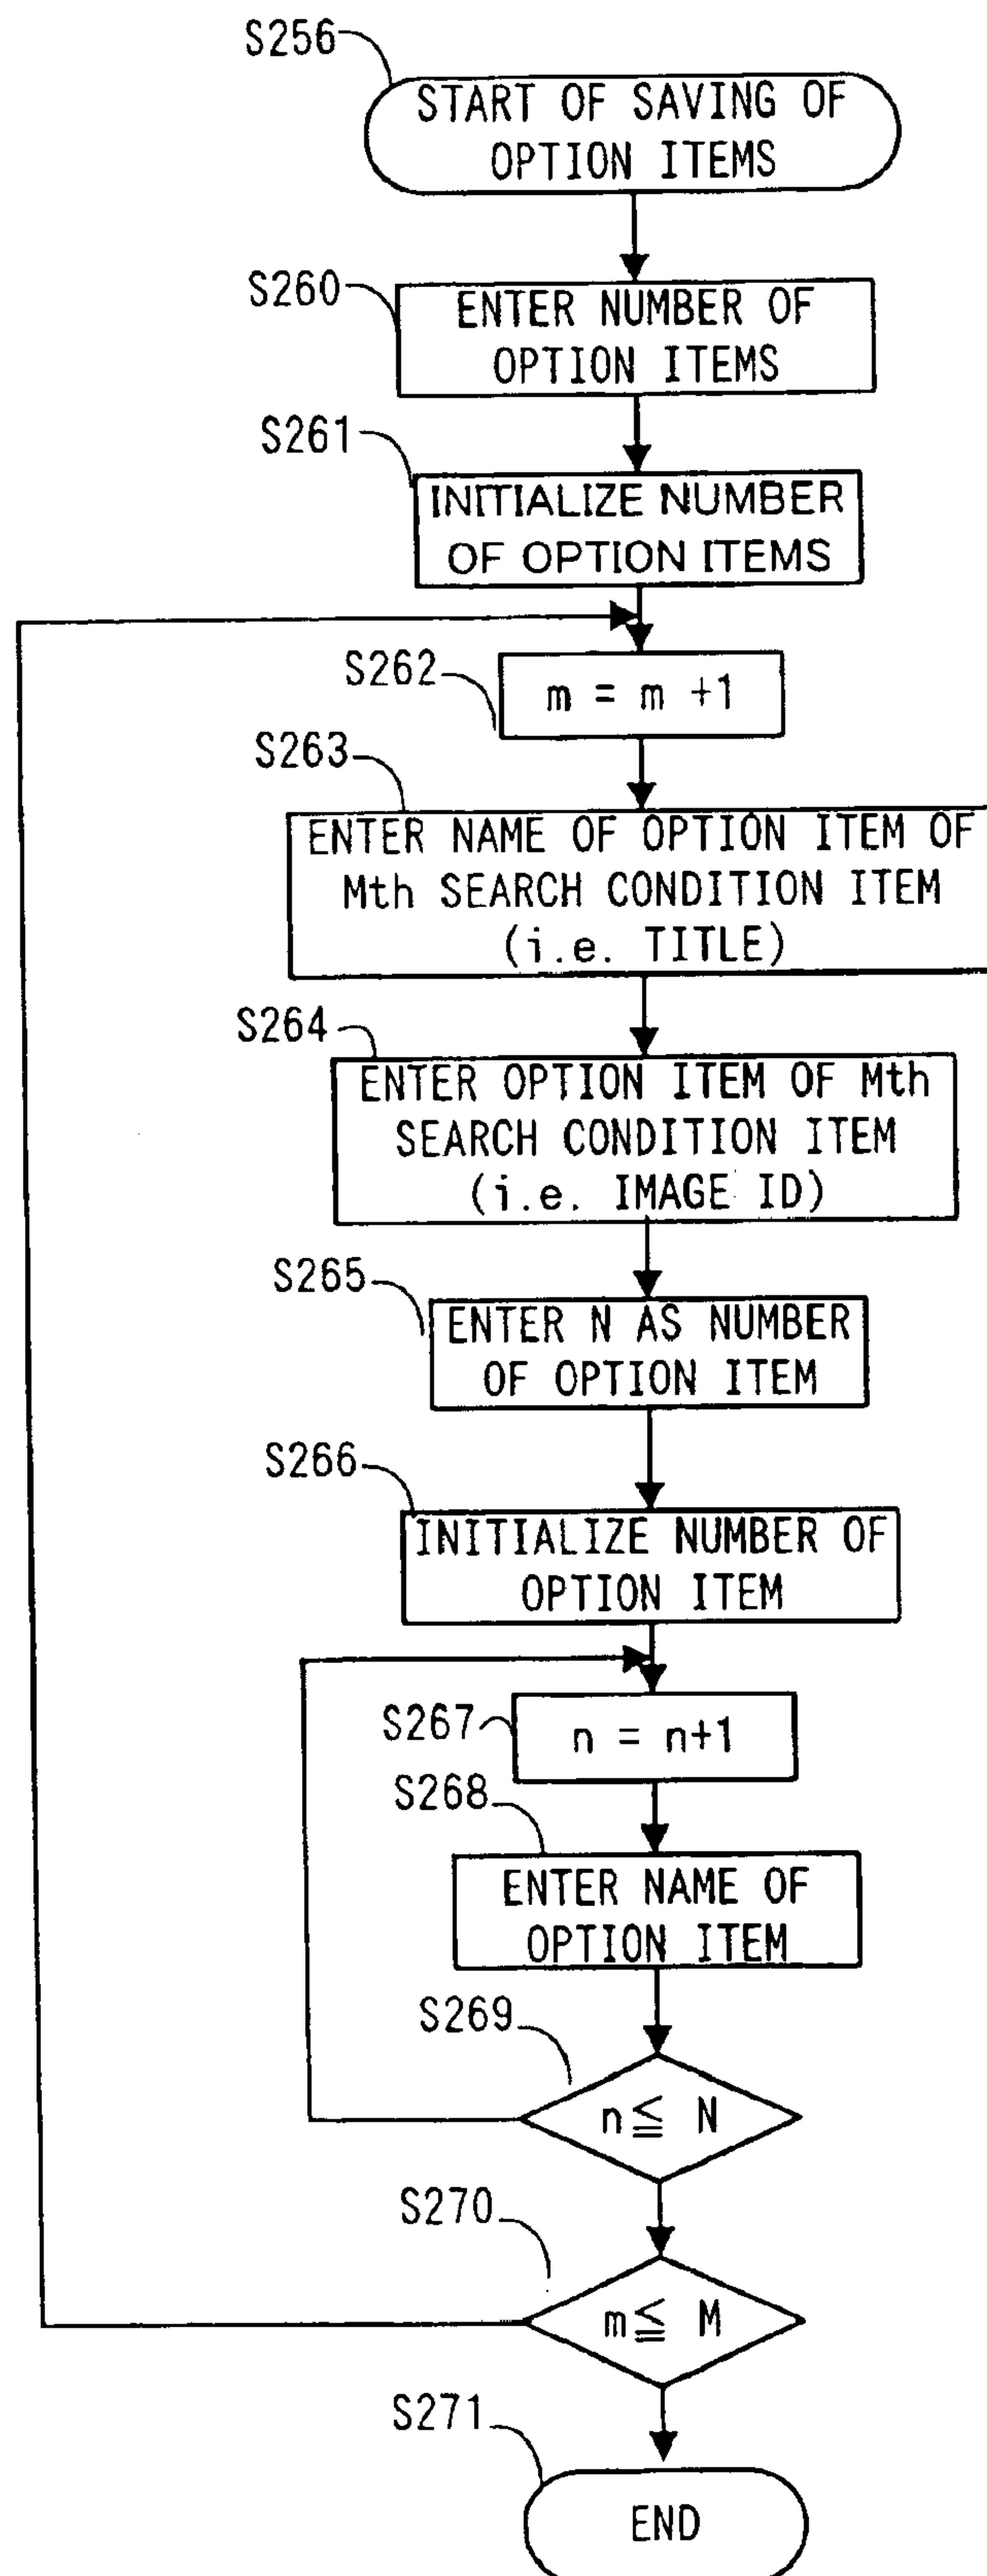 S256
START OF SAVING OF
OPTION ITEMS
S260
ENTER NUMBER OF
OPTION ITEMS
S261
INITIALIZE NUMBER
OF OPTION ITEMS
S262
m = m +1
S263
ENTER NAME OF OPTION ITEM OF
Mth SEARCH CONDITION ITEM
(i.e. TITLE)
S264
ENTER OPTION ITEM OF Mth
SEARCH CONDITION ITEM
(i.e. IMAGE ID)
S265
ENTER N AS NUMBER
OF OPTION ITEM
S266
INITIALIZE NUMBER OF
OPTION ITEM
S267
n = n+1
S268
ENTER NAME OF
OPTION ITEM
S269
n≦ N
S270
m≦ M
S271
END